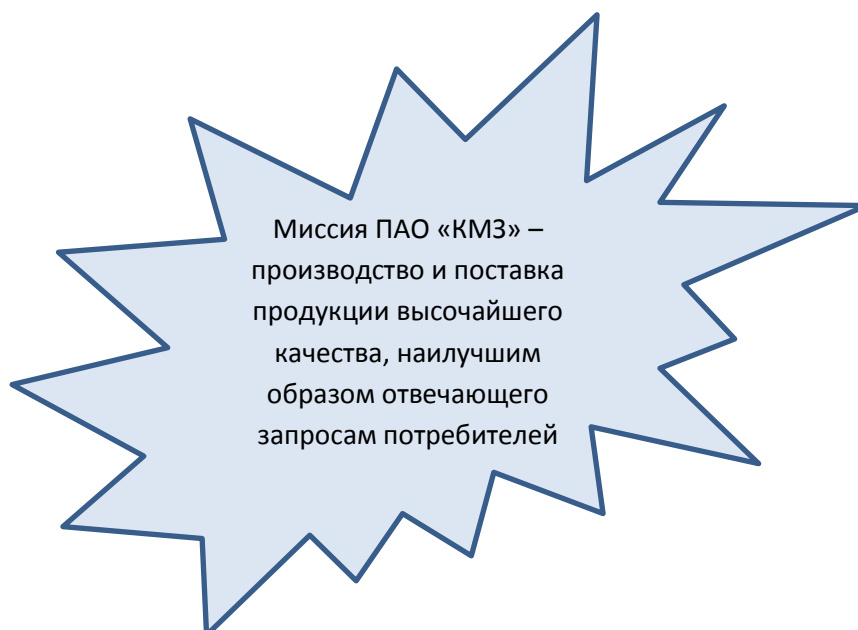 Миссия ПАО «КМЗ» –
производство и поставка
продукции высочайшего
качества, наилучшим
образом отвечающего
запросам потребителей